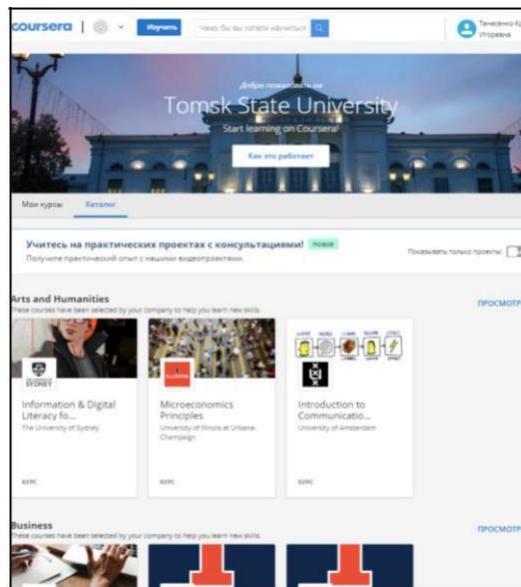 coursera
Изучить
Чему бы вы хотели научиться
Игоревна
Добро пожаловать на
Tomsk State University
Start learning on Coursera!
Как это работает
Мои курсы
Каталог
Учитесь на практических проектах с консультациями! НОВОЕ
Получите практический опыт с нашими видеопроектами.
Показывать только проекты:
Arts and Humanities
ПРОСМОТР
These courses have been selected by your company to help you learn new skills.
SYDNEY
ILLINOIS
Information & Digital
Literacy fo...
The University of Sydney
КУРС
Microeconomics
Principles
University of Illinois at Urbana-
Champaign
КУРС
Introduction to
Communicatio...
University of Amsterdam
КУРС
Business
ПРОСМОТР
These courses have been selected by your company to help you learn new skills.